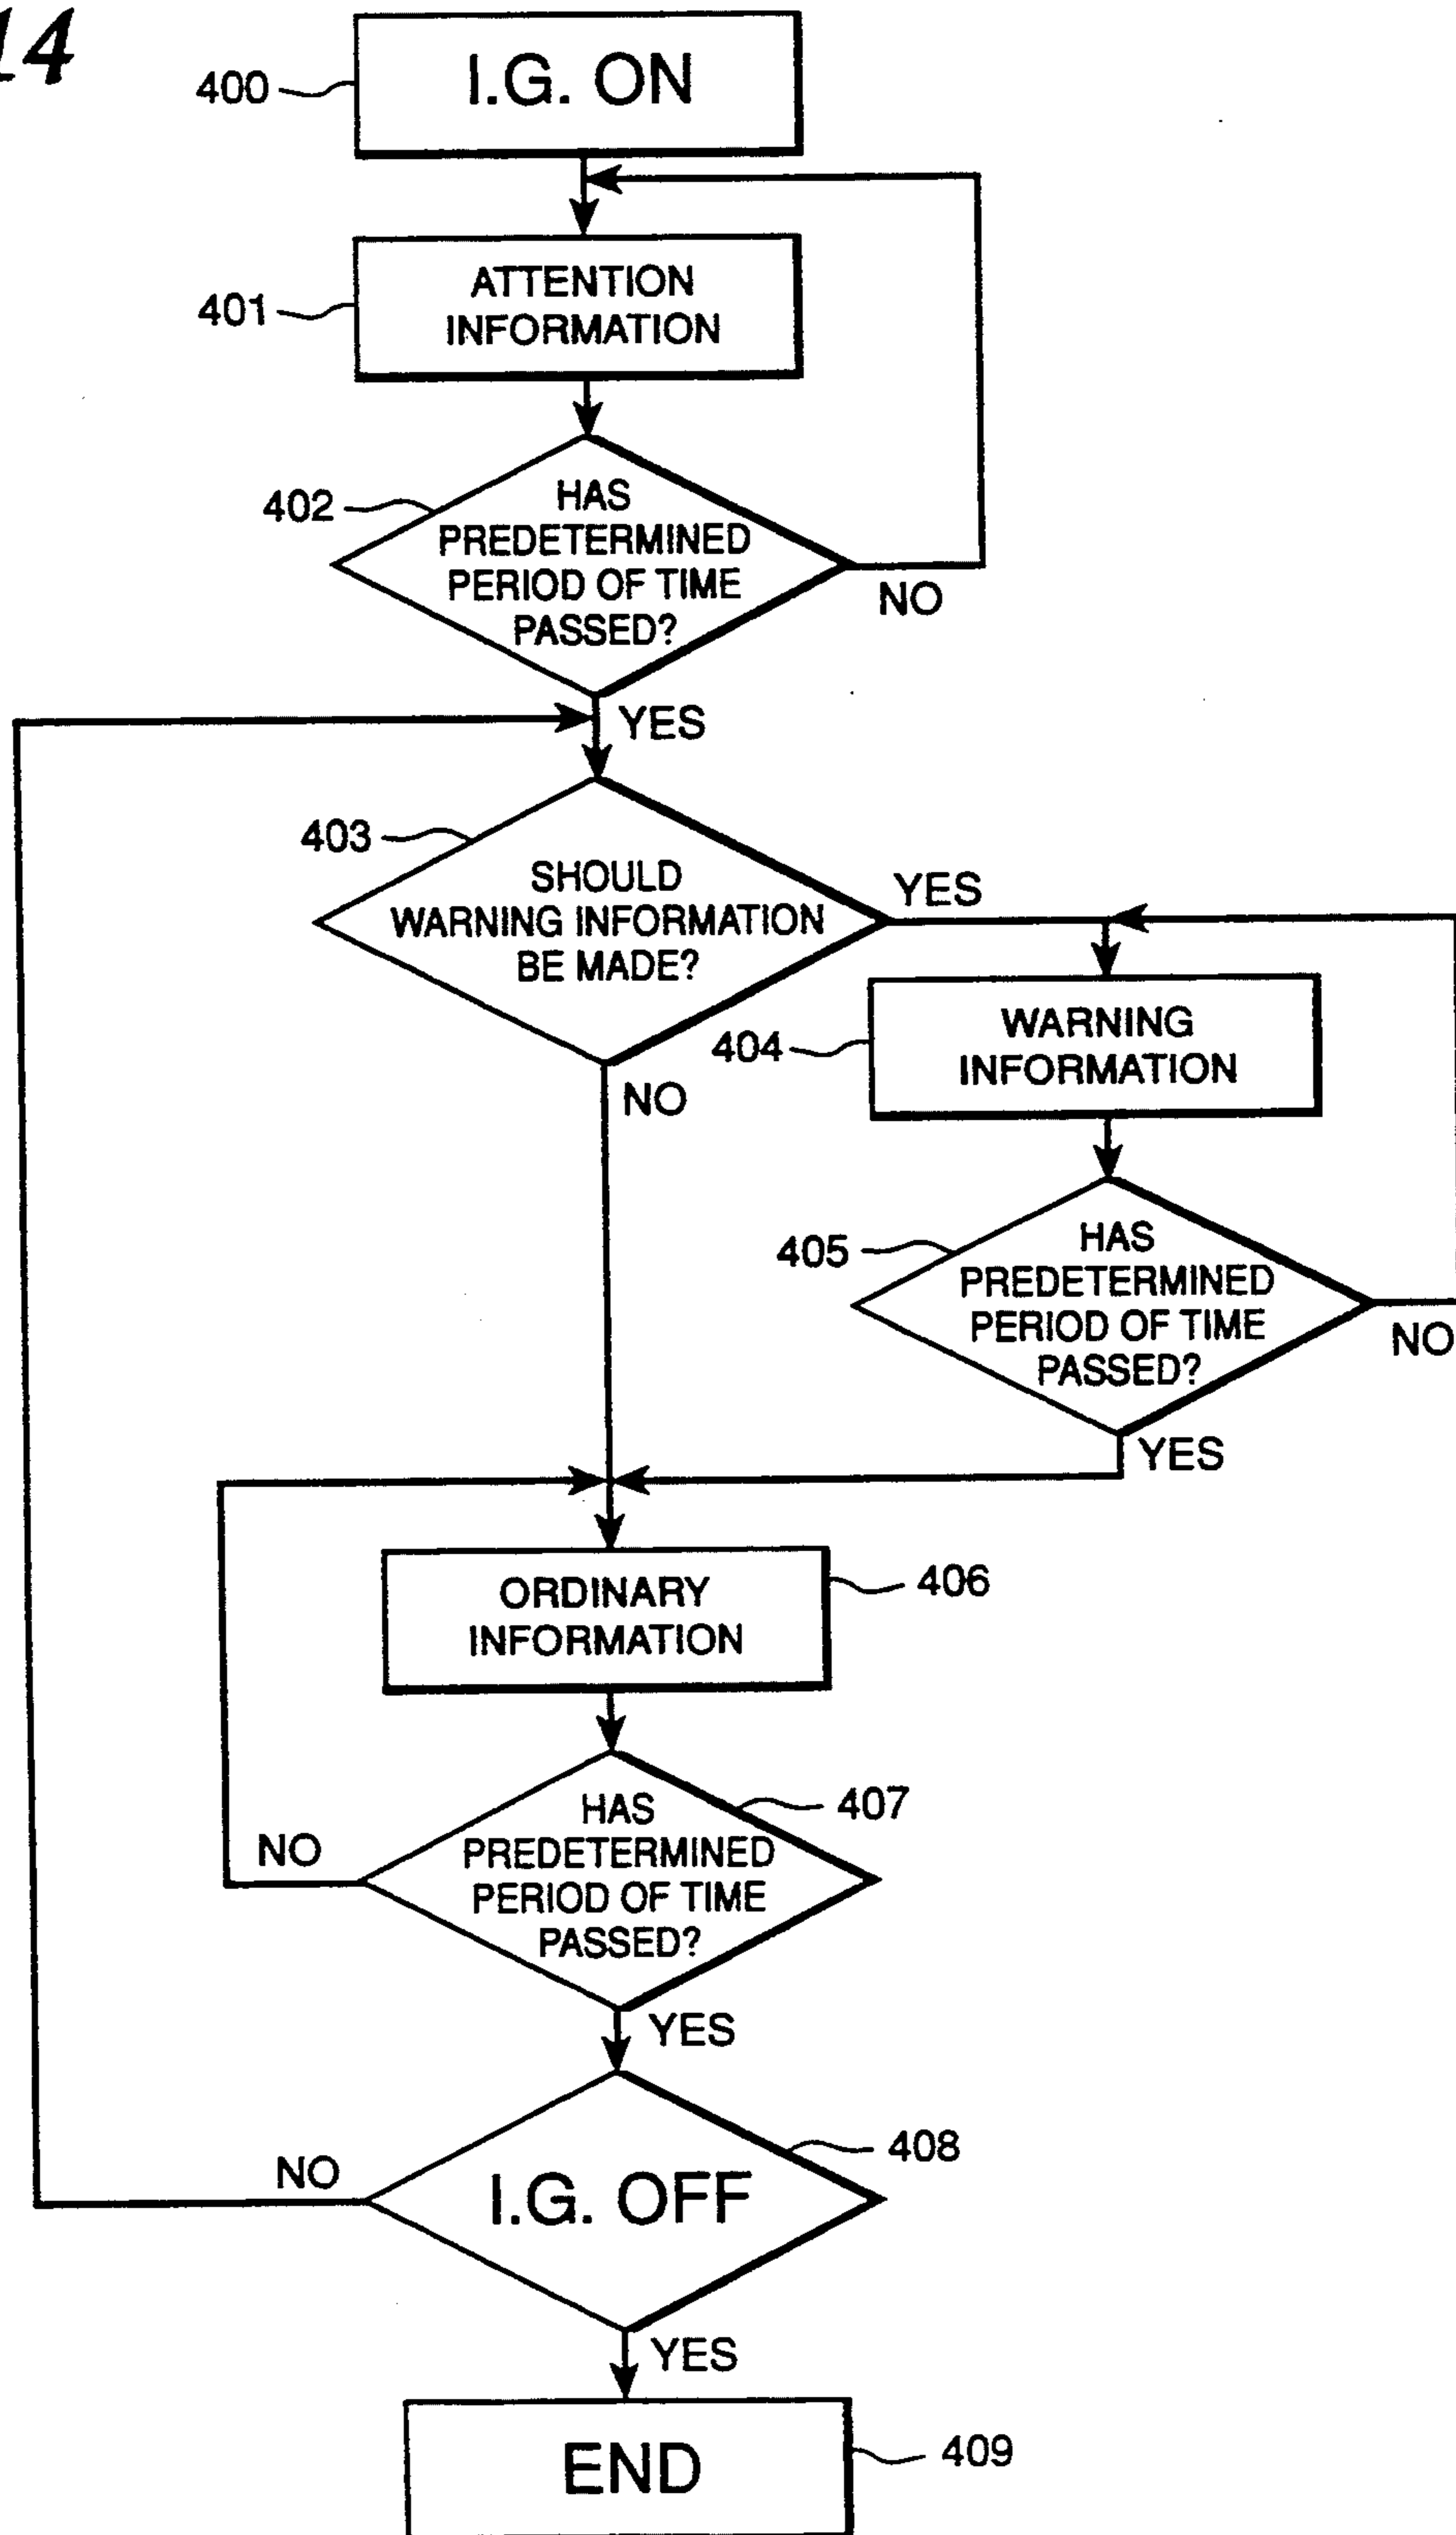 14
I.G. ON
400
ATTENTION
INFORMATION
401
402
HAS
PREDETERMINED
PERIOD OF TIME
PASSED?
NO
YES
403
SHOULD
WARNING INFORMATION
BE MADE?
YES
NO
404
WARNING
INFORMATION
405
HAS
PREDETERMINED
PERIOD OF TIME
PASSED?
NO
YES
ORDINARY
INFORMATION
406
407
HAS
PREDETERMINED
PERIOD OF TIME
PASSED?
NO
YES
408
NO
I.G. OFF
YES
END
409